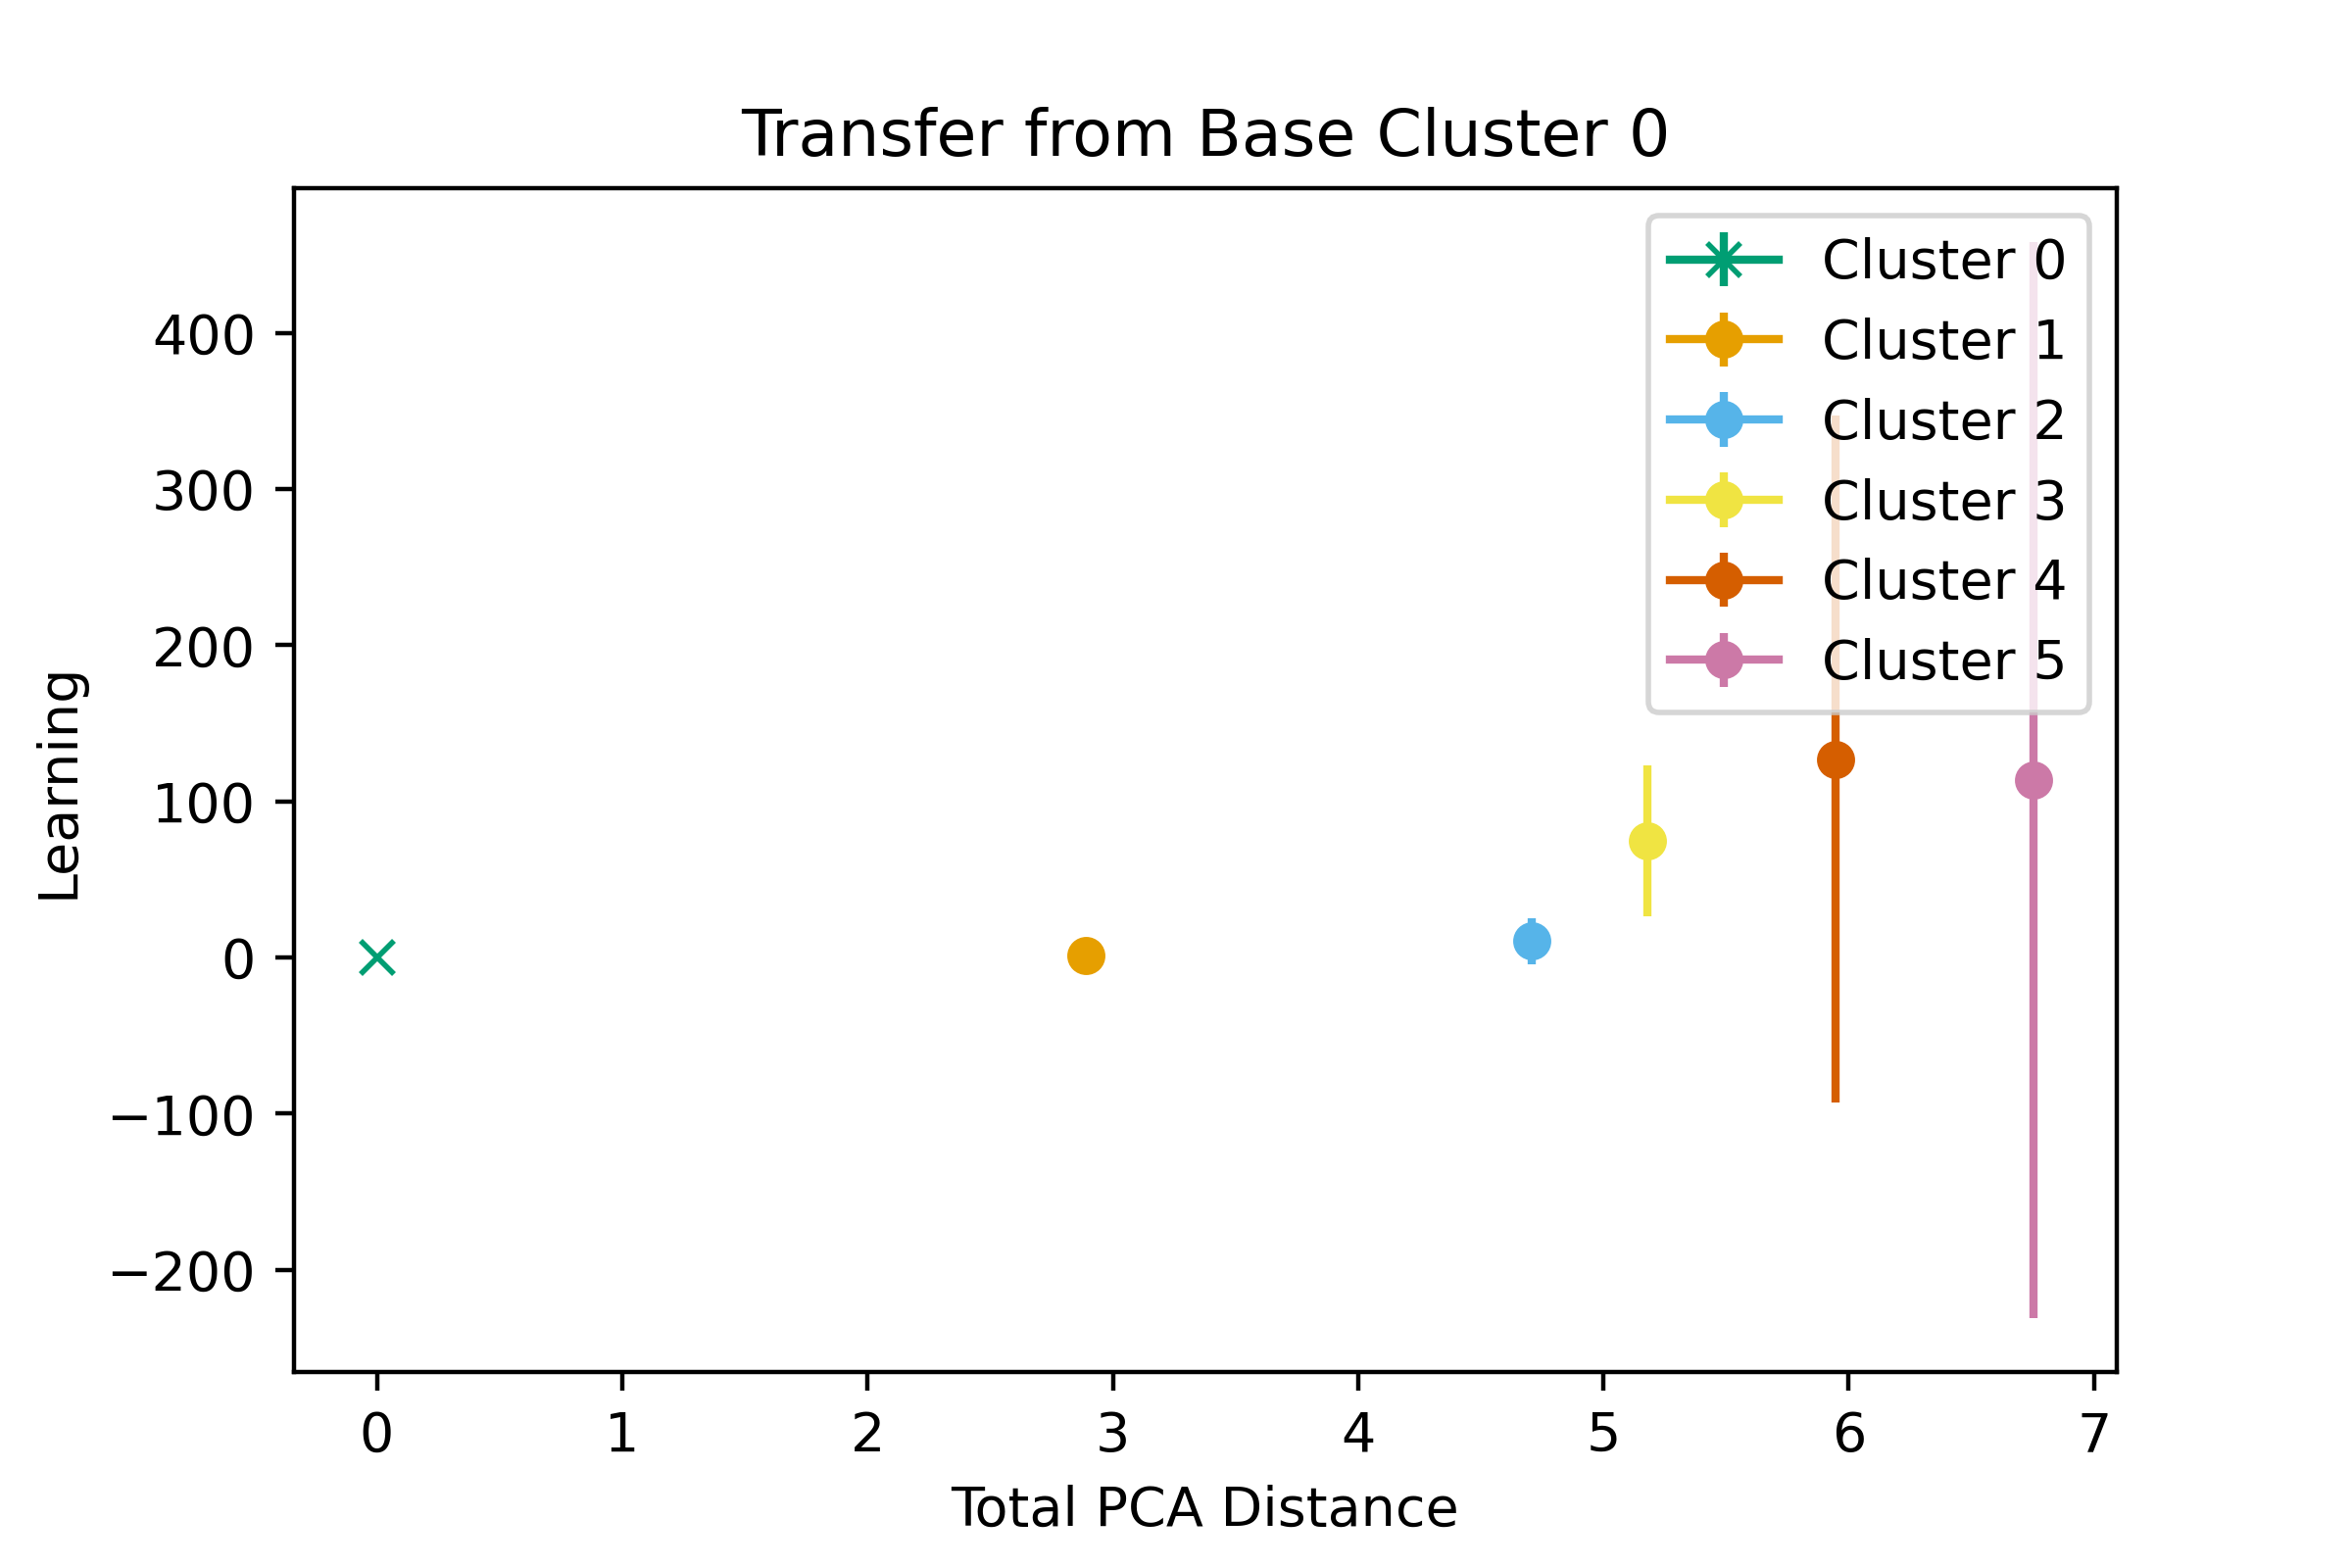 Transfer from Base Cluster 0
Cluster 0
Cluster 1
Cluster 2
Cluster 3
Cluster 4
Cluster 5
400
300
200
100
0
−100
−200
Learning
0 1 2 3 4 5 6 7
Total PCA Distance